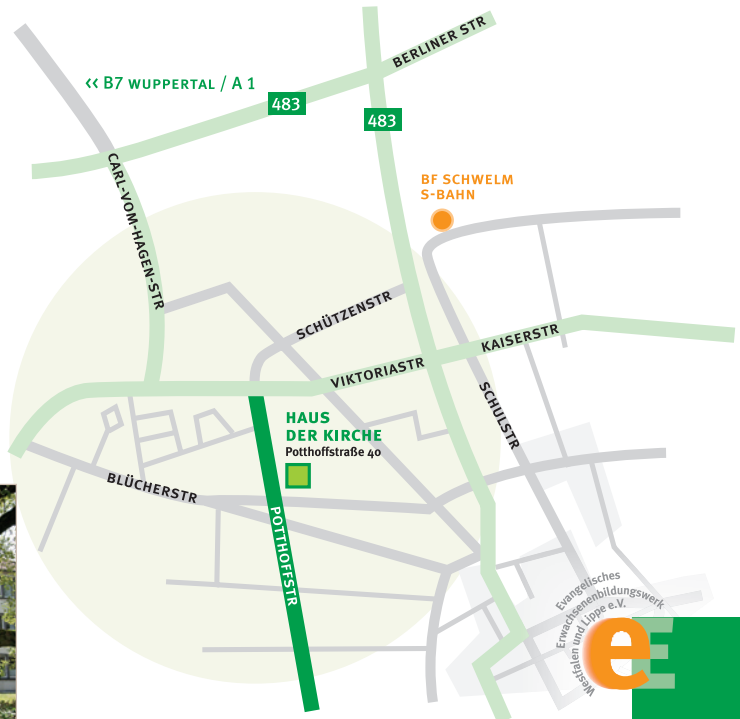 BERLINER STR
‹‹ B7 WUPPERTAL / A 1
483
483
CARL-VOM-HAGEN-STR
BF SCHWELM
S-BAHN
SCHÜTZENSTR
KAISERSTR
VIKTORIASTR
SCHULSTR
HAUS
DER KIRCHE
Potthoffstraße 40
BLÜCHERSTR
POTTHOFFSTR
Evangelisches
Erwachsenenbildungswerk
Westfalen und Lippe e.V.
eE